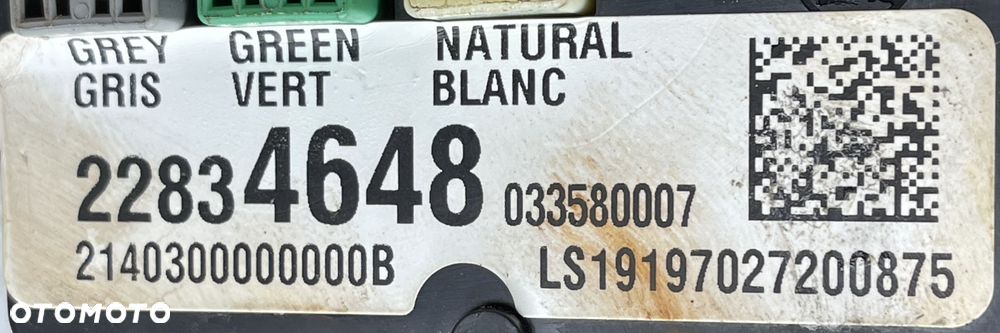 GREY GREEN NATURAL
GRIS VERT BLANC
22834648 033580007
2140300000000B LS19197027200875
OTOMOTO